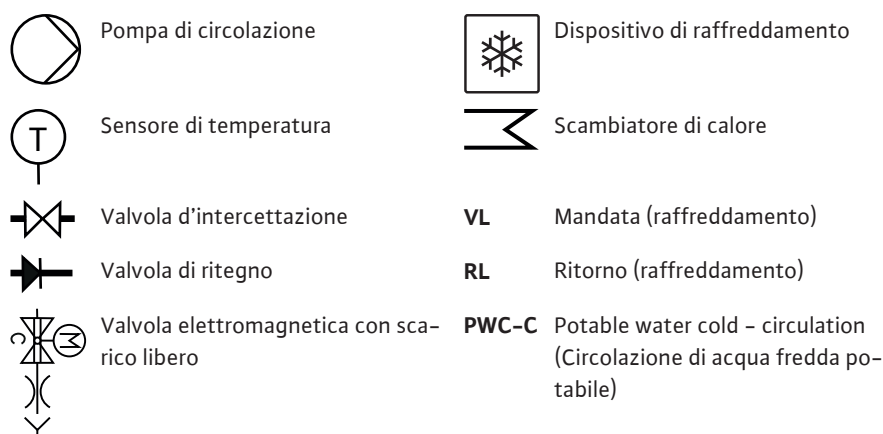 Pompa di circolazione
Dispositivo di raffreddamento
T
Sensore di temperatura
Scambiatore di calore
Valvola d’intercettazione
VL Mandata (raffreddamento)
Valvola di ritegno
RL Ritorno (raffreddamento)
C M
Valvola elettromagnetica con sca-
rico libero
PWC-C Potable water cold – circulation
(Circolazione di acqua fredda po-
tabile)